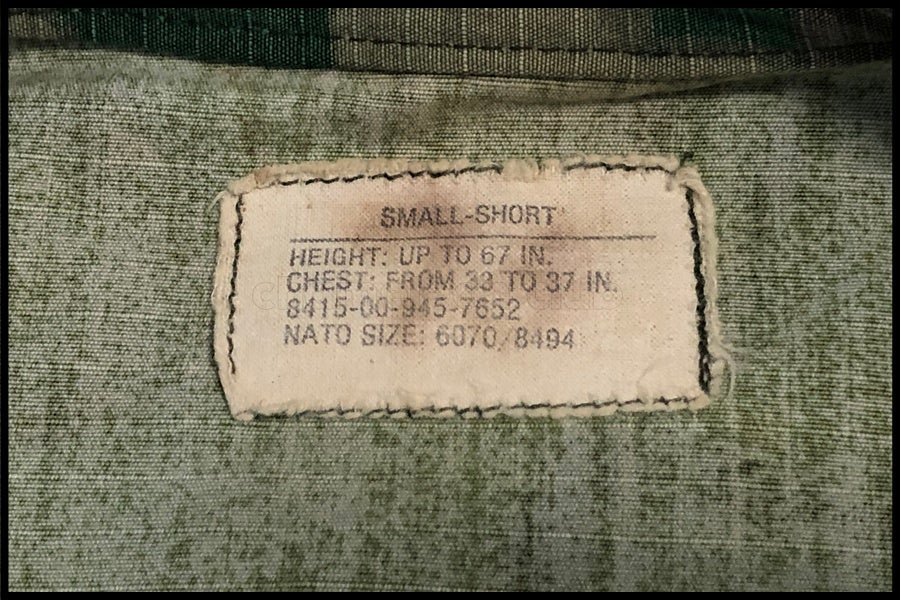 SMALL-SHORT
HEIGHT: UP TO 67 IN.
CHEST: FROM 33 TO 37 IN.
8415-00-945-7652
NATO SIZE: 6070/8494